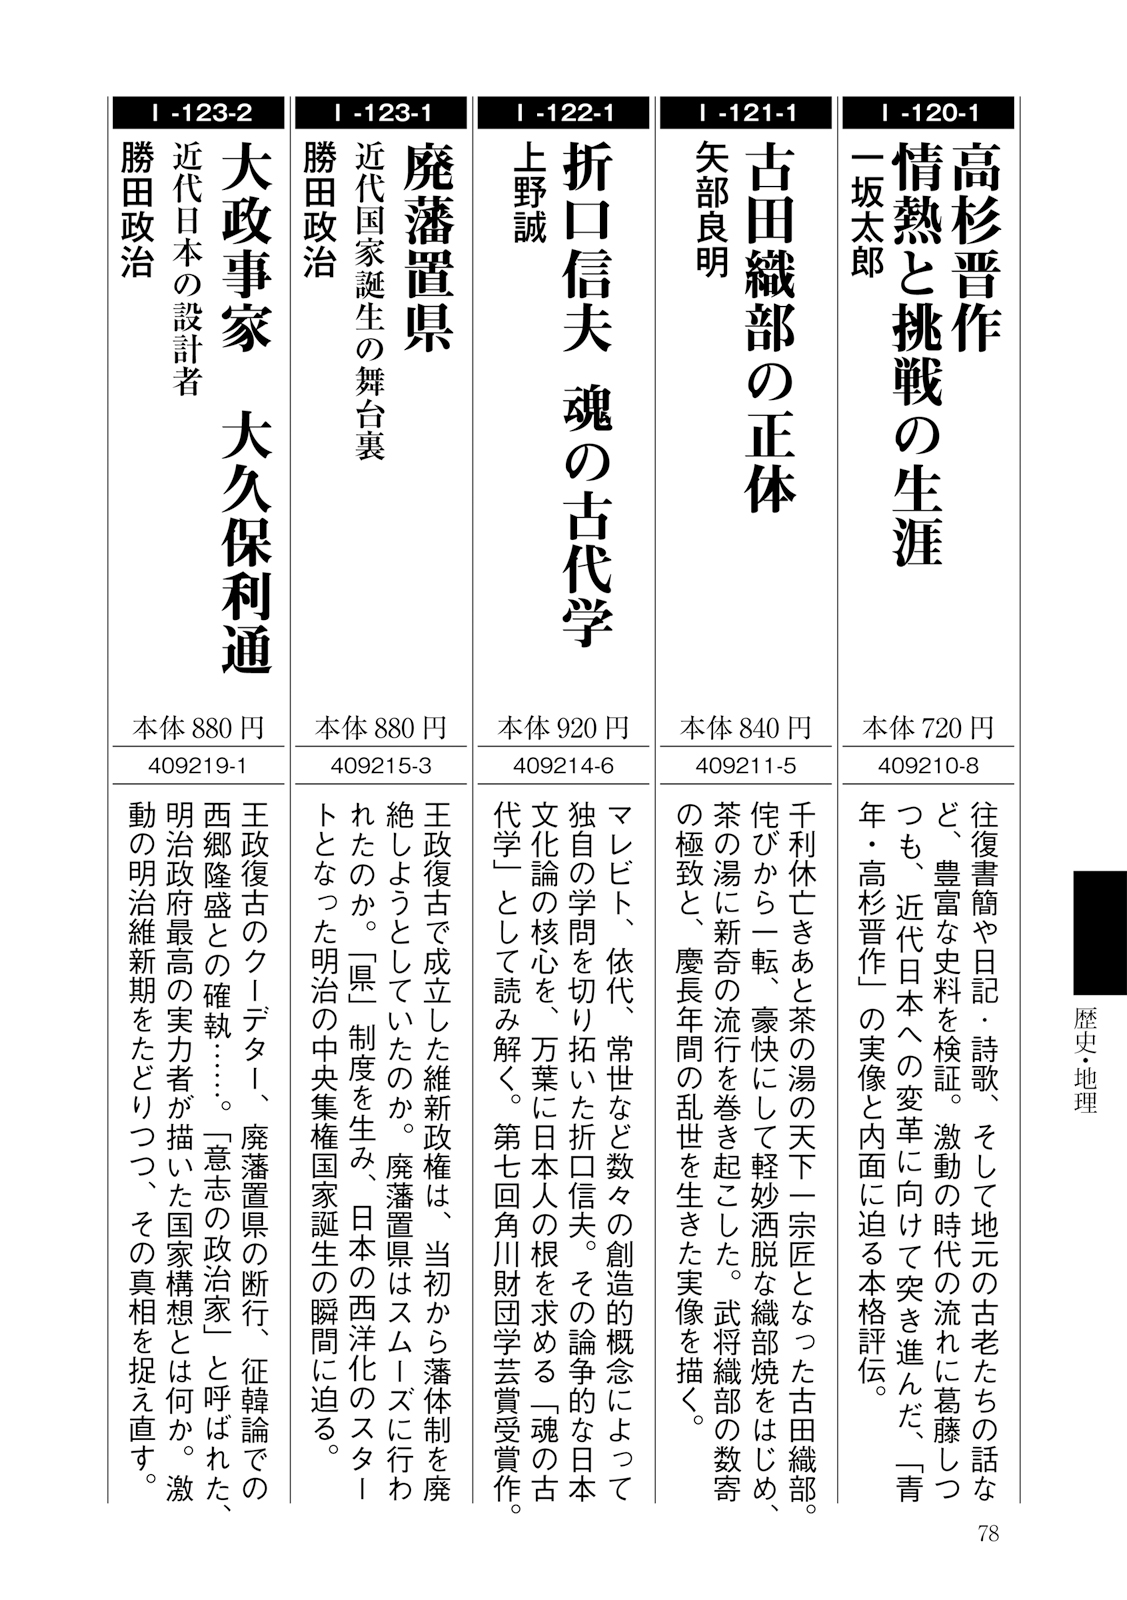 I-120-1
高杉晋作
情熱と挑戦の生涯
一坂太郎
本体720円
409210-8
往復書簡や日記・詩歌、そして地元の古老たちの話な
ど、豊富な史料を検証。激動の時代の流れに葛藤しつ
つも、近代日本への変革に向けて突き進んだ、「青
年・高杉晋作」の実像と内面に迫る本格評伝。
I-121-1
古田織部の正体
矢部良明
本体840円
409211-5
千利休亡きあと茶の湯の天下一宗匠となった古田織部。
侘びから一転、豪快にして軽妙洒脱な織部焼をはじめ、
茶の湯に新奇の流行を巻き起こした。武将織部の数寄
の極致と、慶長年間の乱世を生きた実像を描く。
I-122-1
折口信夫 魂の古代学
上野誠
本体920円
409214-6
マレビト、依代、常世など数々の創造的概念によって
独自の学問を切り拓いた折口信夫。その論争的な日本
文化論の核心を、万葉に日本人の根を求める「魂の古
代学」として読み解く。第七回角川財団学芸賞受賞作。
I-123-1
廃藩置県
近代国家誕生の舞台裏
勝田政治
本体880円
409215-3
王政復古で成立した維新政権は、当初から藩体制を廃
絶しようとしていたのか。廃藩置県はスムーズに行わ
れたのか。「県」制度を生み、日本の西洋化のスター
トとなった明治の中央集権国家誕生の瞬間に迫る。
I-123-2
大政事家 大久保利通
近代日本の設計者
勝田政治
本体880円
409219-1
王政復古のクーデター、廃藩置県の断行、征韓論での
西郷隆盛との確執……。「意志の政治家」と呼ばれた、
明治政府最高の実力者が描いた国家構想とは何か。激
動の明治維新期をたどりつつ、その真相を捉え直す。
歴史・地理
78